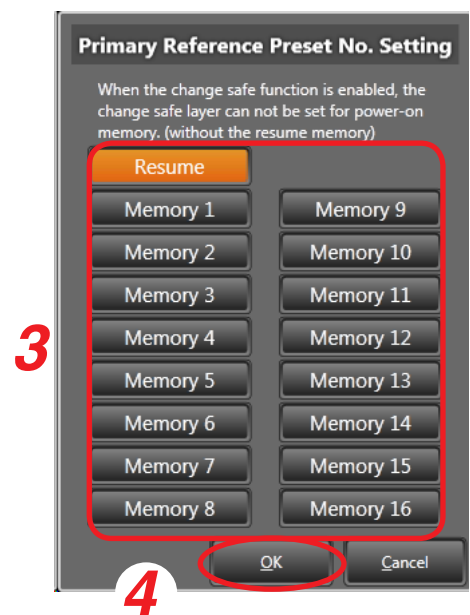 Primary Reference Preset No. Setting
When the change safe function is enabled, the
change safe layer can not be set for power-on
memory. (without the resume memory)
Resume
Memory 1
Memory 9
Memory 2
Memory 10
Memory 3
Memory 11
3
Memory 4
Memory 12
Memory 5
Memory 13
Memory 6
Memory 14
Memory 7
Memory 15
Memory 8
Memory 16
OK
Cancel
4